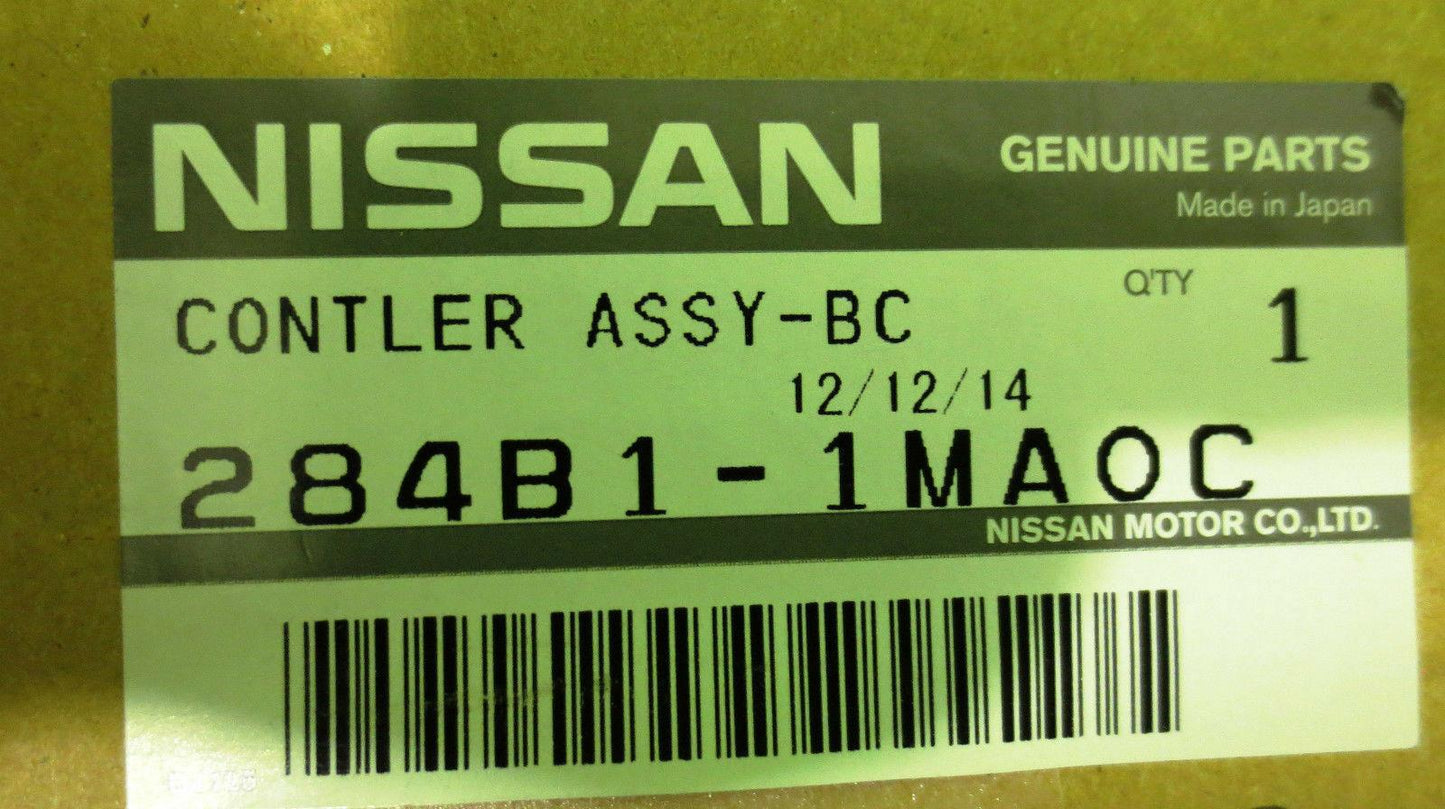 NISSAN
GENUINE PARTS
Made in Japan
CONTLER ASSY-BC
Q'TY 1
12/12/14
284B1-1MA0C
NISSAN MOTOR CO.,LTD.